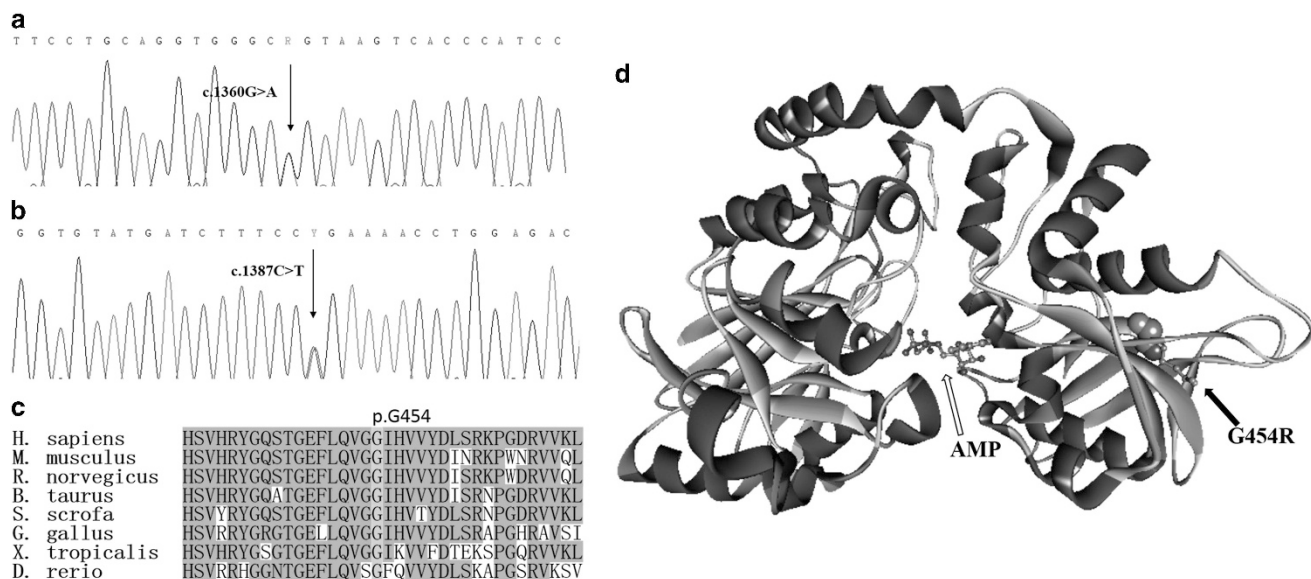 a
T T C C T G C A G G T G G G C R G T A A G T C A C C C A T C C
c.1360G>A
b
G G T G T A T G A T C T T T C C Y G A A A A C C T G G A G A C
c.1387C>T
c
p.G454
H. sapiens HSVHRYGQSTGEFLQVGGIHVVYDLSRKPGDRVVKL
M. musculus HSVHRYGQSTGEFLQVGGIHVVYDINRKPWNRVVQL
R. norvegicus HSVHRYGQSTGEFLQVGGIHVVYDISRKPWDRVVQL
B. taurus HSVHRYGQATGEFLQVGGIHVVYDISRNPGDRVVKL
S. scrofa HSVYRYGQSTGEFLQVGGIHVTYDLSRNPGDRVVKL
G. gallus HSVRRYGRGTGELLQVGGIHVVYDLSRAPGHRAVSI
X. tropicalis HSVHRYGSGTGEFLQVGGIKVVFDTEKSPGQRVVKL
D. rerio HSVRRHGGNTGEFLQVSGFQVVYDLSKAPGSRVKSV
d
AMP
G454R